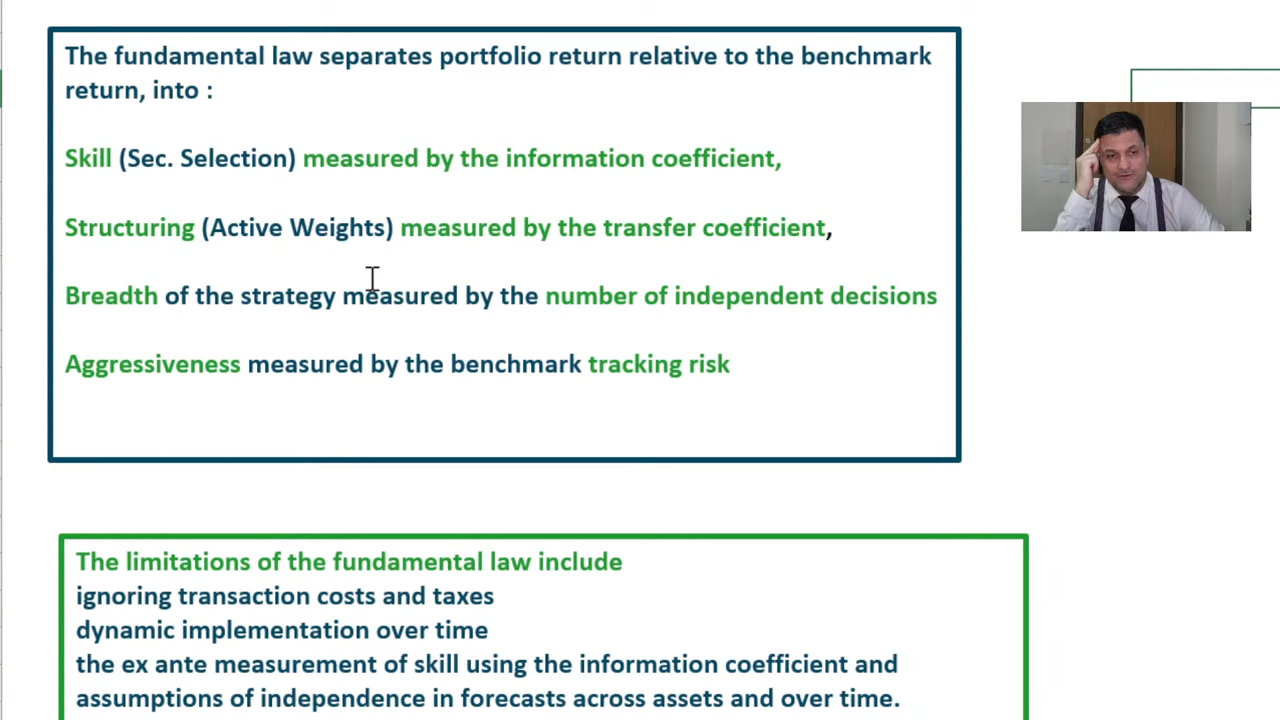 The fundamental law separates portfolio return relative to the benchmark
return, into :
Skill (Sec. Selection) measured by the information coefficient,
Structuring (Active Weights) measured by the transfer coefficient,
Breadth of the strategy measured by the number of independent decisions
Aggressiveness measured by the benchmark tracking risk
The limitations of the fundamental law include
ignoring transaction costs and taxes
dynamic implementation over time
the ex ante measurement of skill using the information coefficient and
assumptions of independence in forecasts across assets and over time.